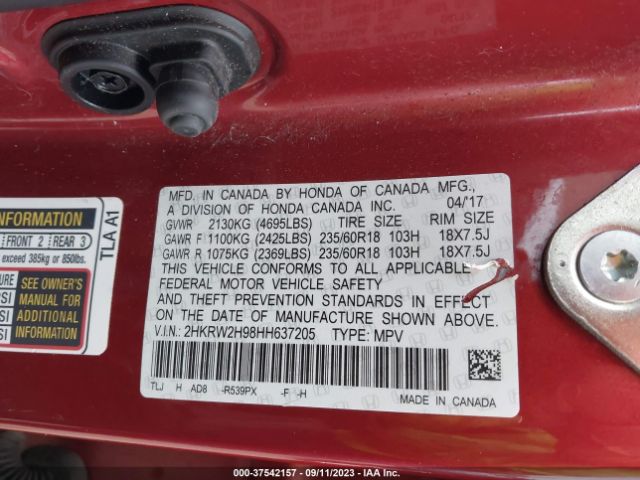 MFD. IN CANADA BY HONDA OF CANADA MFG.,
A DIVISION OF HONDA CANADA INC. 04/17
GVWR 2130KG (4695LBS) TIRE SIZE RIM SIZE
GAWR F 1100KG (2425LBS) 235/60R18 103H 18X7.5J
GAWR R 1075KG (2369LBS) 235/60R18 103H 18X7.5J
THIS VEHICLE CONFORMS TO ALL APPLICABLE
FEDERAL MOTOR VEHICLE SAFETY
AND THEFT PREVENTION STANDARDS IN EFFECT
ON THE DATE OF MANUFACTURE SHOWN ABOVE.
V.I.N.: 2HKRW2H98HH637205 TYPE: MPV
TLJ H AD8 -R539PX -F -H
MADE IN CANADA
INFORMATION
FRONT 2 REAR 3
exceed 385kg or 850lbs.
SEE OWNER'S
MANUAL FOR
ADDITIONAL
INFORMATION
TLA A1
000-37542157 - 09/11/2023 - IAA Inc.